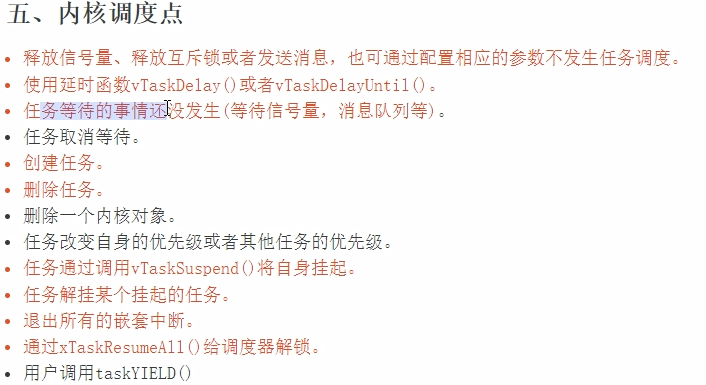 五、内核调度点
释放信号量、释放互斥锁或者发送消息，也可通过配置相应的参数不发生任务调度。
使用延时函数vTaskDelay()或者vTaskDelayUntil()。
任务等待的事情还没发生(等待信号量，消息队列等)。
任务取消等待。
创建任务。
删除任务。
删除一个内核对象。
任务改变自身的优先级或者其他任务的优先级。
任务通过调用vTaskSuspend()将自身挂起。
任务解挂某个挂起的任务。
退出所有的嵌套中断。
通过xTaskResumeAll()给调度器解锁。
用户调用taskYIELD()